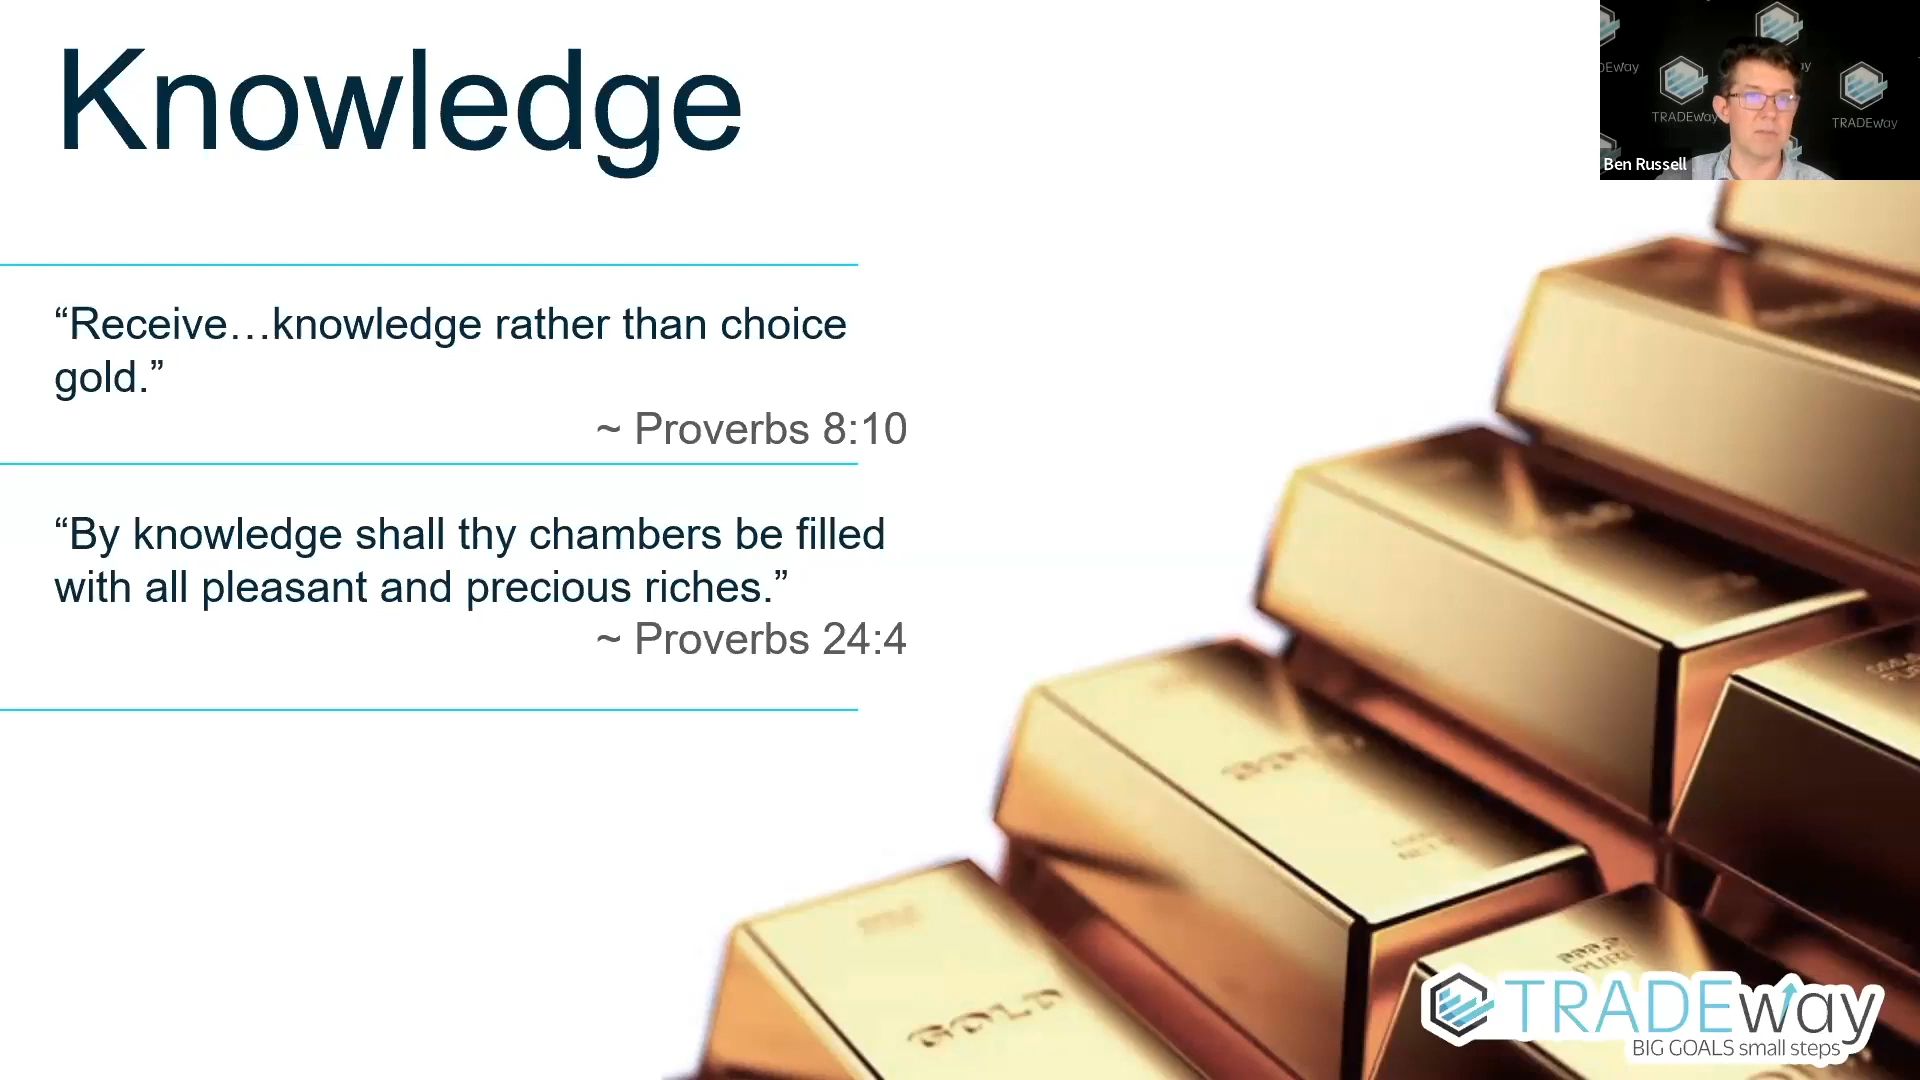 Knowledge
“Receive…knowledge rather than choice
gold.”
~ Proverbs 8:10
“By knowledge shall thy chambers be filled
with all pleasant and precious riches.”
~ Proverbs 24:4
TRADEway
TRADEway
Ben Russell
GOLD
PURE
TRADEway
BIG GOALS small steps